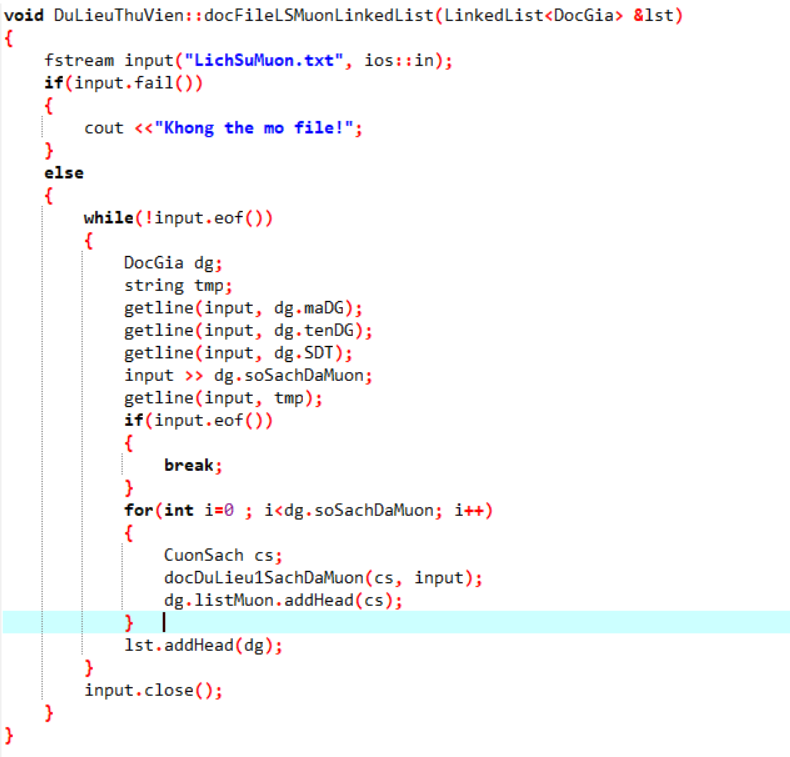 void DuLieuThuVien::docFileLSMuonLinkedList(LinkedList<DocGia> &lst)
{
    fstream input("LichSuMuon.txt", ios::in);
    if(input.fail())
    {
        cout <<"Khong the mo file!";
    }
    else
    {
        while(!input.eof())
        {
            DocGia dg;
            string tmp;
            getline(input, dg.maDG);
            getline(input, dg.tenDG);
            getline(input, dg.SDT);
            input >> dg.soSachDaMuon;
            getline(input, tmp);
            if(input.eof())
            {
                break;
            }
            for(int i=0 ; i<dg.soSachDaMuon; i++)
            {
                CuonSach cs;
                docDuLieu1SachDaMuon(cs, input);
                dg.listMuon.addHead(cs);
            }
            lst.addHead(dg);
        }
        input.close();
    }
}